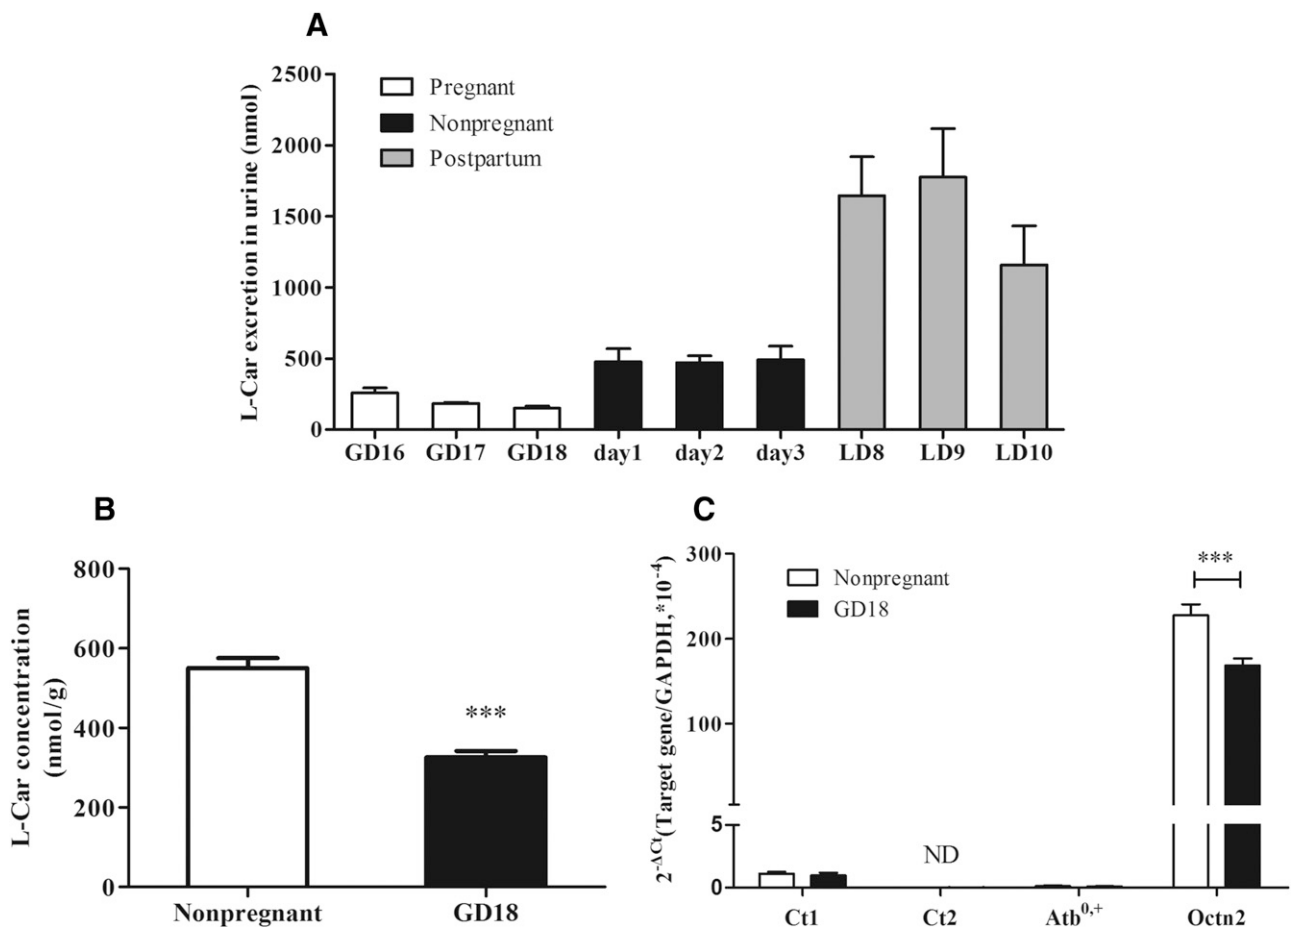 A
L-Car excretion in urine (nmol)
2500
2000
1500
1000
500
0
Pregnant
Nonpregnant
Postpartum
GD16 GD17 GD18 day1 day2 day3 LD8 LD9 LD10
B
L-Car concentration
(nmol/g)
800
600
400
200
0
***
Nonpregnant GD18
C
2^-ΔCt(Target gene/GAPDH,*10^-4)
300
200
100
5
0
Nonpregnant
GD18
***
ND
Ct1 Ct2 Atb^0,+ Octn2